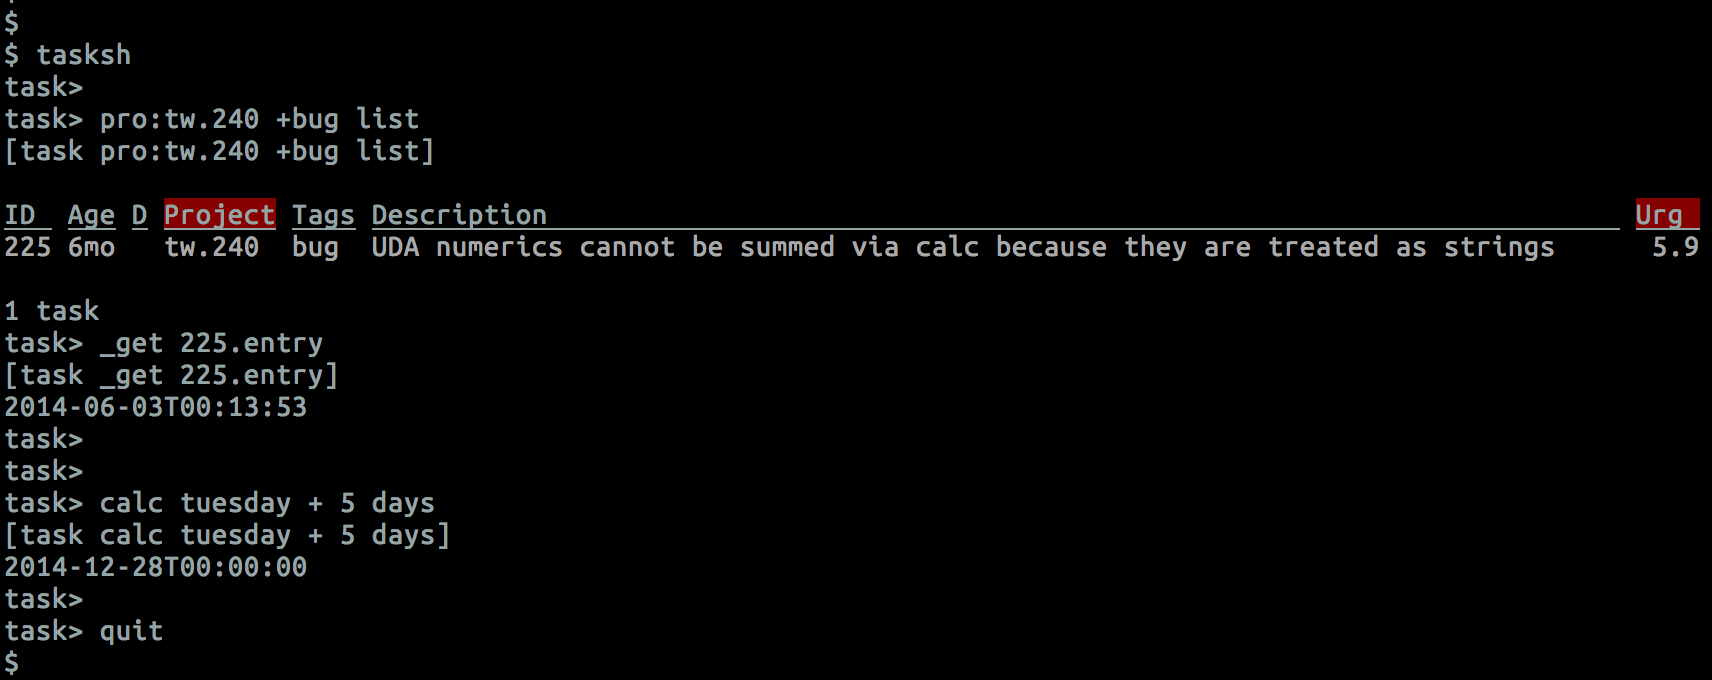 $
$ tasksh
task>
task> pro:tw.240 +bug list
[task pro:tw.240 +bug list]
ID Age D Project Tags Description Urg
225 6mo tw.240 bug UDA numerics cannot be summed via calc because they are treated as strings 5.9
1 task
task> _get 225.entry
[task _get 225.entry]
2014-06-03T00:13:53
task>
task>
task> calc tuesday + 5 days
[task calc tuesday + 5 days]
2014-12-28T00:00:00
task>
task> quit
$